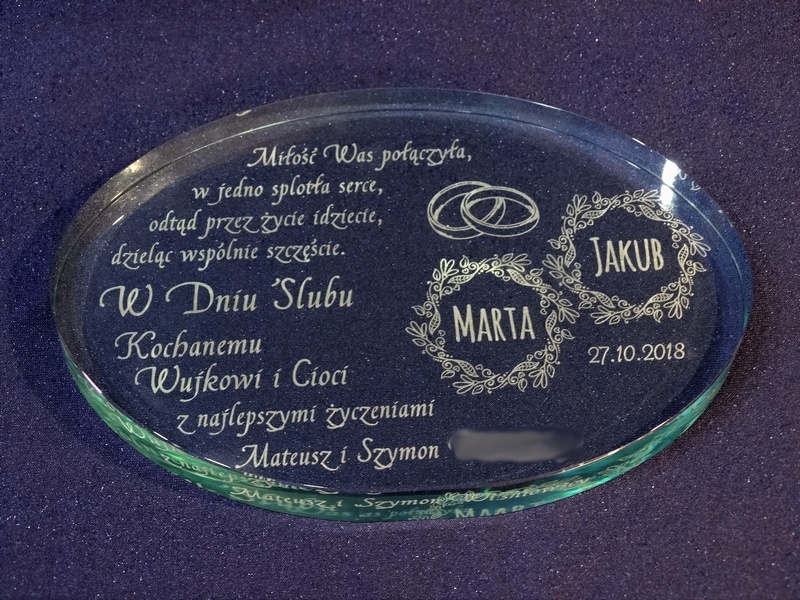 Miłość Was połączyła,
w jedno splotła serce,
odtąd przez życie idziecie,
dzieląc wspólnie szczęście.
W Dniu Ślubu
Kochanemu
Wujkowi i Cioci
z najlepszymi życzeniami
Mateusz i Szymon
MARTA
JAKUB
27.10.2018